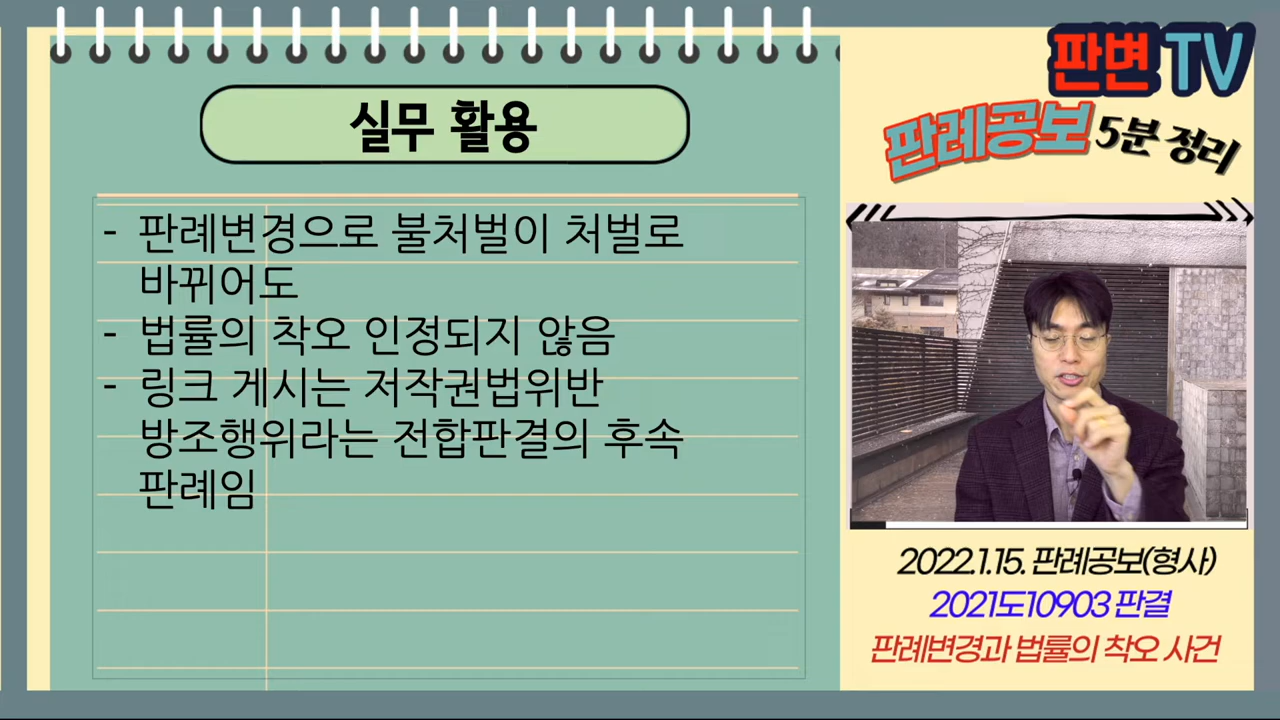 실무 활용
- 판례변경으로 불처벌이 처벌로
바뀌어도
- 법률의 착오 인정되지 않음
- 링크 게시는 저작권법위반
방조행위라는 전합판결의 후속
판례임
판변 TV
판례공보 5분 정리
2022.1.15. 판례공보(형사)
2021도10903 판결
판례변경과 법률의 착오 사건